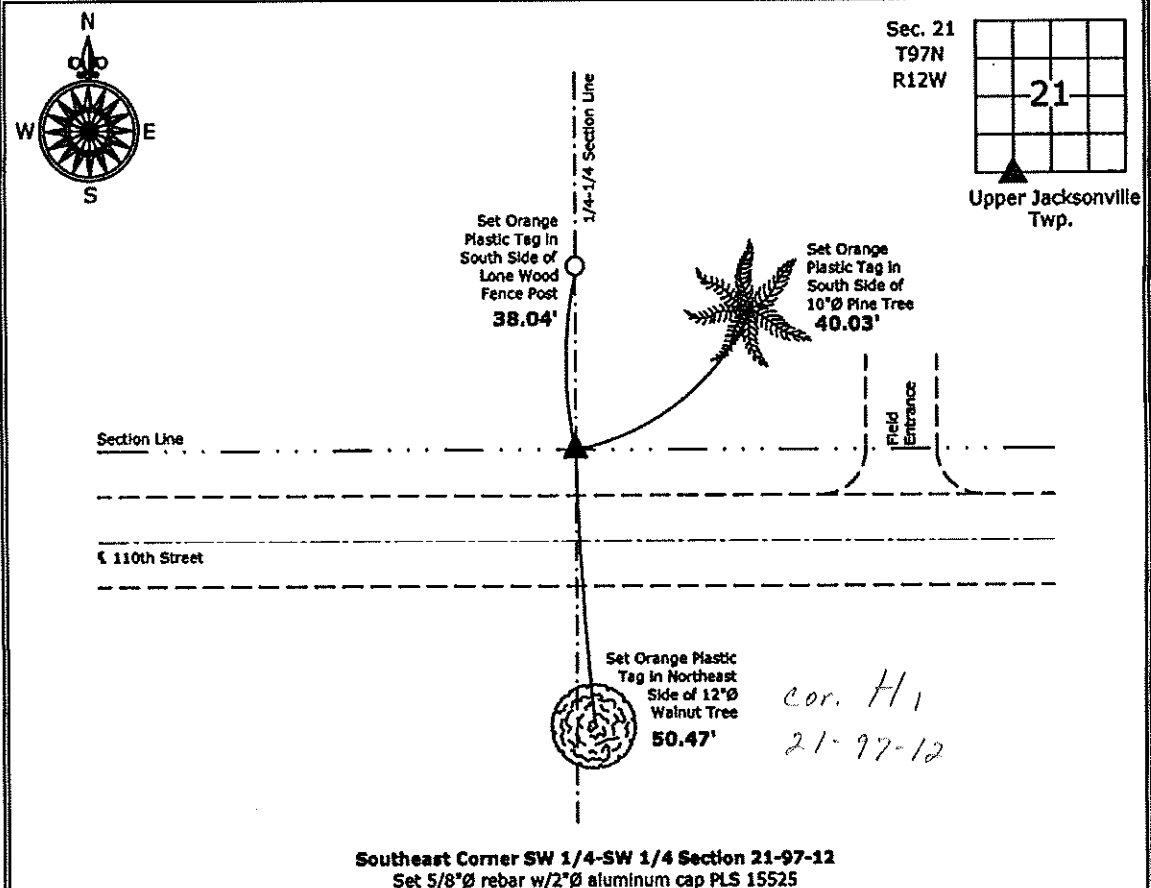 N
W
E
S
Sec. 21
T97N
R12W
21
Upper Jacksonville
Twp.
1/4-1/4 Section Line
Set Orange
Plastic Tag in
South Side of
Lone Wood
Fence Post
38.04'
Set Orange
Plastic Tag in
South Side of
10"Ø Pine Tree
40.03'
Field
Entrance
Section Line
℄ 110th Street
Set Orange Plastic
Tag in Northeast
Side of 12"Ø
Walnut Tree
50.47'
cor. H1
21-97-12
Southeast Corner SW 1/4-SW 1/4 Section 21-97-12
Set 5/8"Ø rebar w/2"Ø aluminum cap PLS 15525